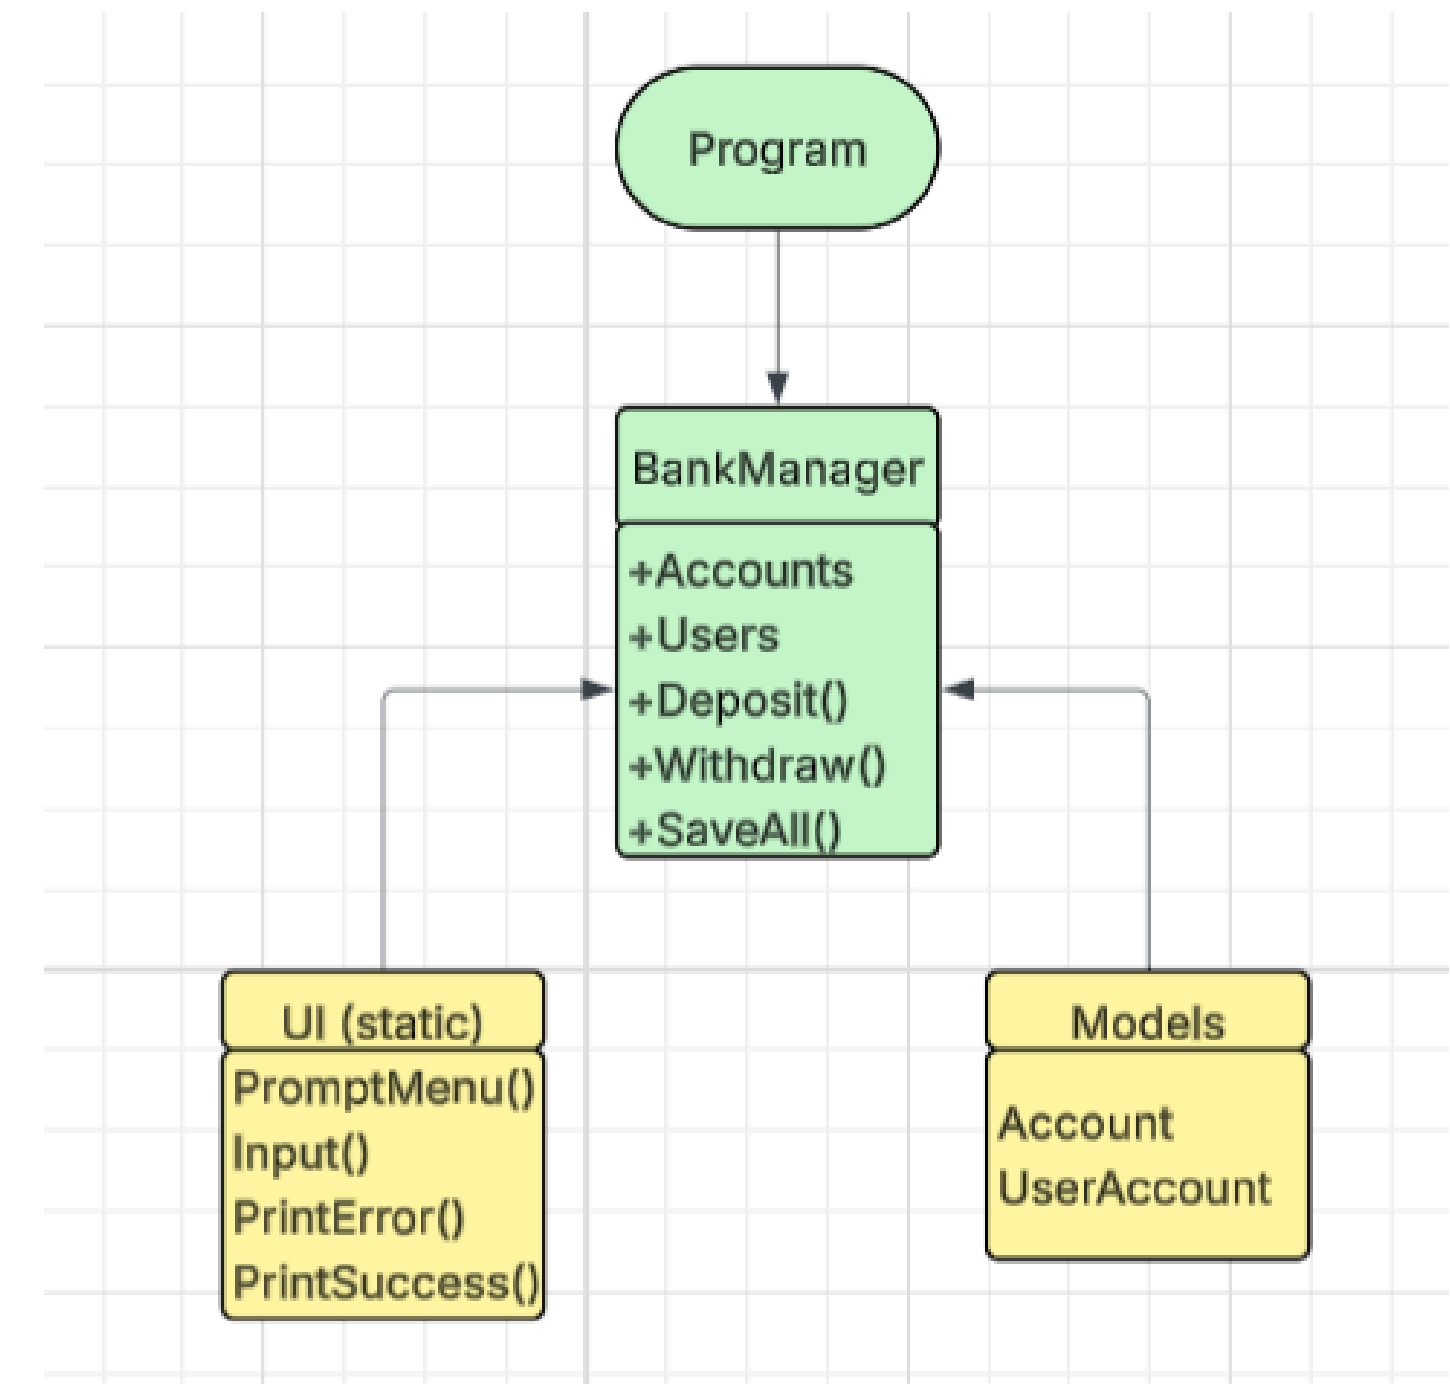 Program
BankManager
+Accounts
+Users
+Deposit()
+Withdraw()
+SaveAll()
UI (static)
PromptMenu()
Input()
PrintError()
PrintSuccess()
Models
Account
UserAccount